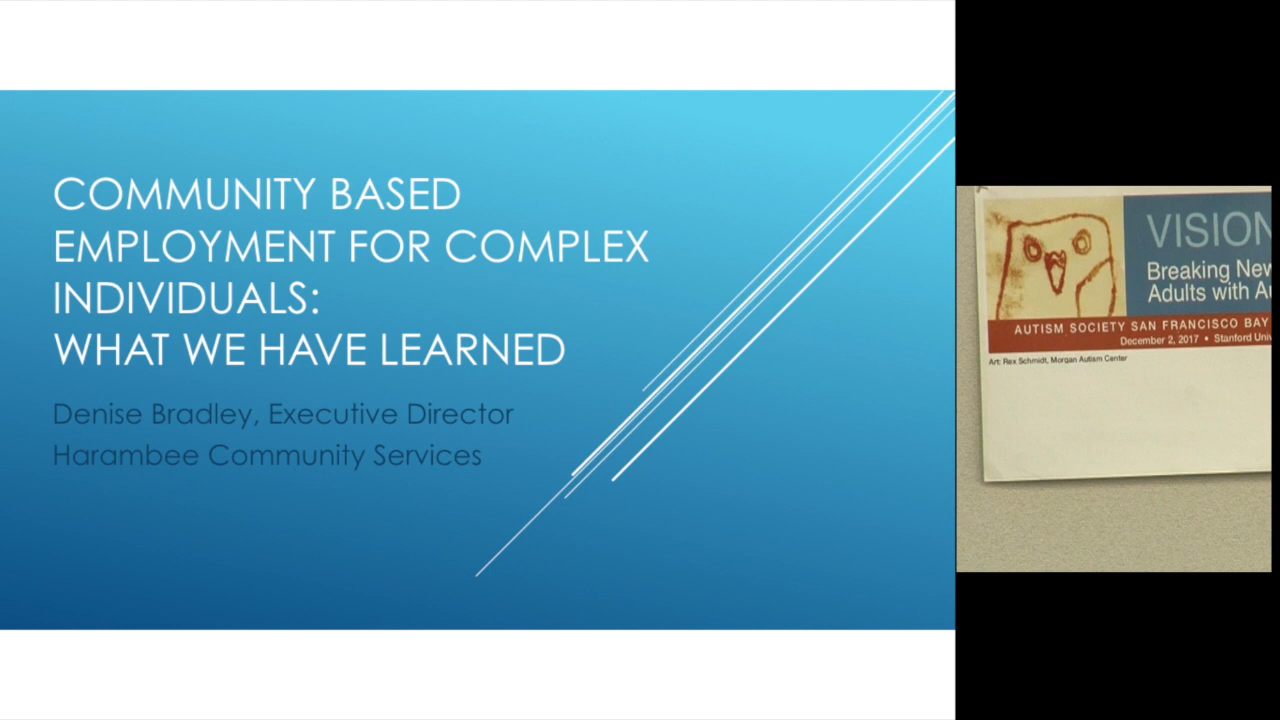 COMMUNITY BASED
EMPLOYMENT FOR COMPLEX
INDIVIDUALS:
WHAT WE HAVE LEARNED
Denise Bradley, Executive Director
Harambee Community Services
VISION
Breaking New
Adults with
AUTISM SOCIETY SAN FRANCISCO BAY
December 2, 2017 • Stanford
Art: Rex Schmidt, Morgan Autism Center